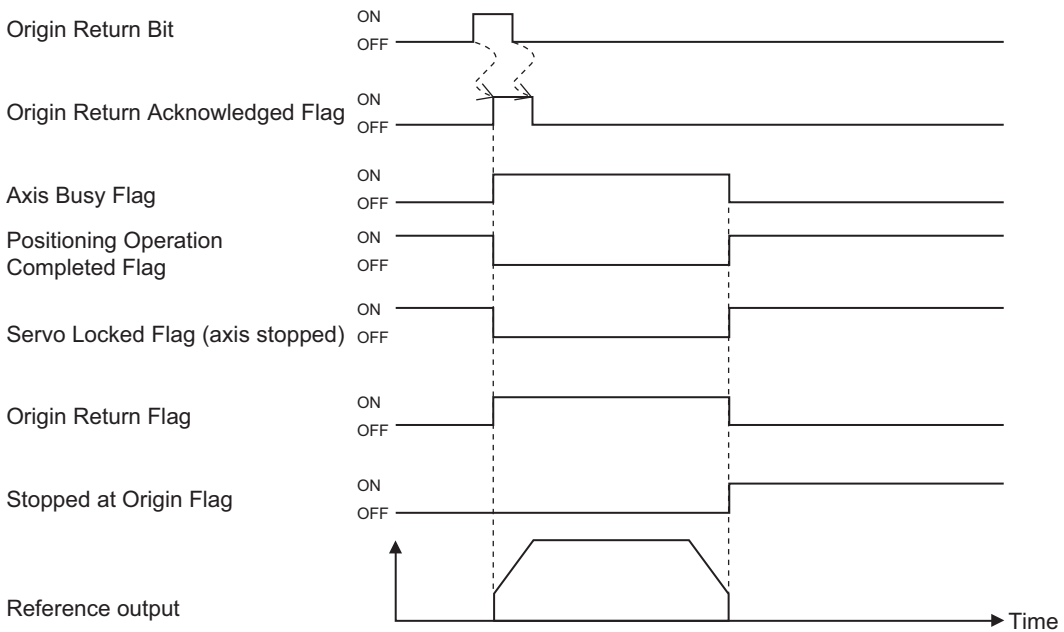 Origin Return Bit
ON
OFF
Origin Return Acknowledged Flag
ON
OFF
Axis Busy Flag
ON
OFF
Positioning Operation
Completed Flag
ON
OFF
Servo Locked Flag (axis stopped)
ON
OFF
Origin Return Flag
ON
OFF
Stopped at Origin Flag
ON
OFF
Reference output
Time